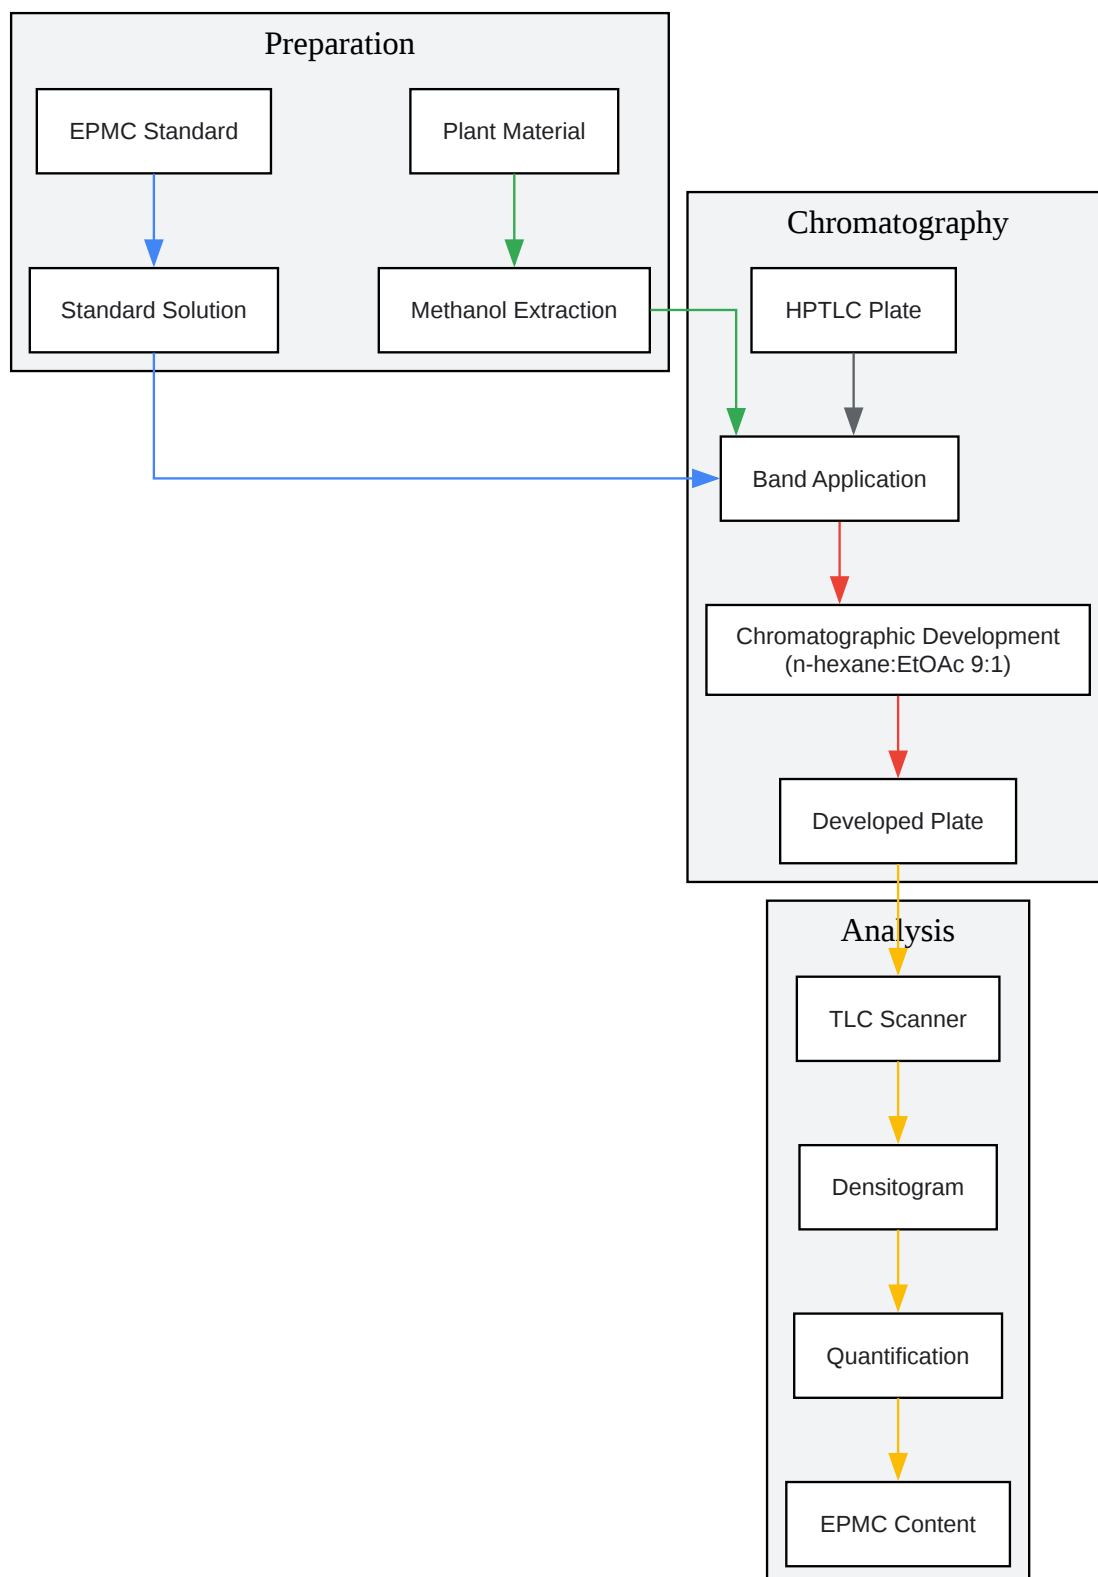 Preparation
EPMC Standard
Plant Material
Standard Solution
Methanol Extraction
Chromatography
HPTLC Plate
Band Application
Chromatographic Development
(n-hexane:EtOAc 9:1)
Developed Plate
Analysis
TLC Scanner
Densitogram
Quantification
EPMC Content